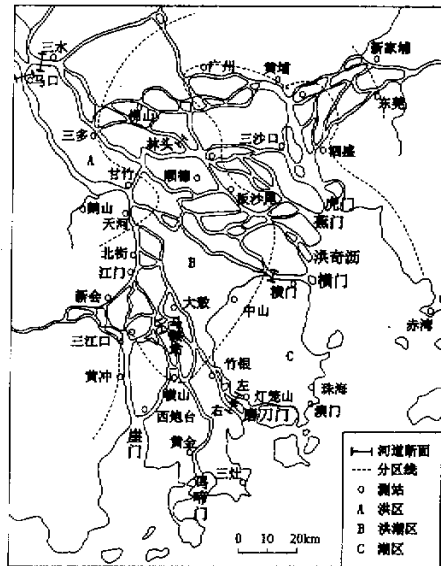 三水
马口
广州
黄埔
新家埔
东莞
佛山
三多
林头
三沙口
泗盛
A
甘竹
顺德
板沙尾
虎门
蕉门
天河
洪奇沥
北街
B
江门
横门
横门
新会
大敖
中山
赤湾
三江口
C
竹银
黄冲
横山
左
灯笼山
珠海
西炮台
右
磨刀门
澳门
崖门
黄金
三灶
鸡啼门
0 10 20km
河道断面
分区线
测站
A 洪区
B 洪潮区
C 潮区